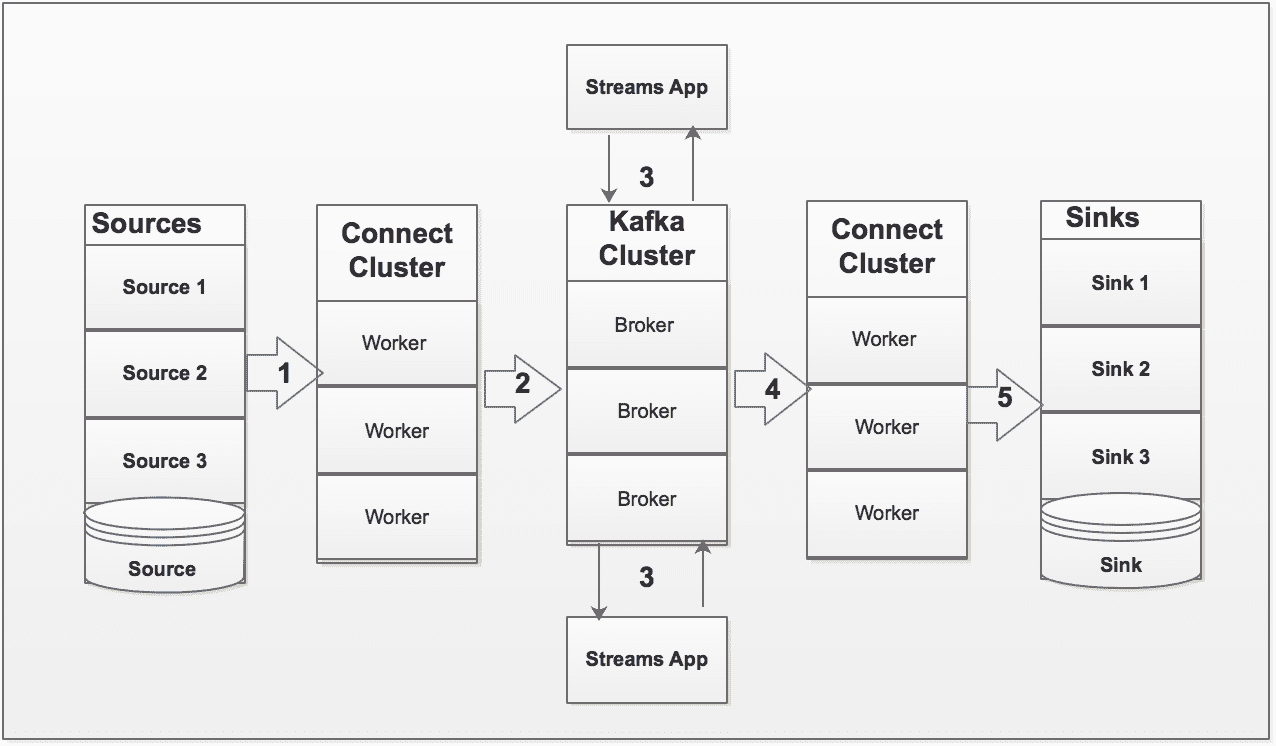 Streams App
3
Sources
Source 1
Source 2
Source 3
Source
1
Connect
Cluster
Worker
Worker
Worker
2
Kafka
Cluster
Broker
Broker
Broker
3
Streams App
4
Connect
Cluster
Worker
Worker
Worker
5
Sinks
Sink 1
Sink 2
Sink 3
Sink